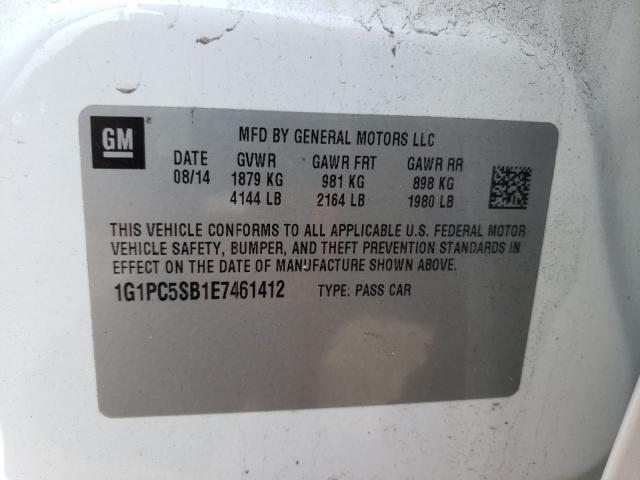 GM
MFD BY GENERAL MOTORS LLC
DATE GVWR GAWR FRT GAWR RR
08/14 1879 KG 981 KG 898 KG
4144 LB 2164 LB 1980 LB
THIS VEHICLE CONFORMS TO ALL APPLICABLE U.S. FEDERAL MOTOR
VEHICLE SAFETY, BUMPER, AND THEFT PREVENTION STANDARDS IN
EFFECT ON THE DATE OF MANUFACTURE SHOWN ABOVE.
1G1PC5SB1E7461412 TYPE: PASS CAR